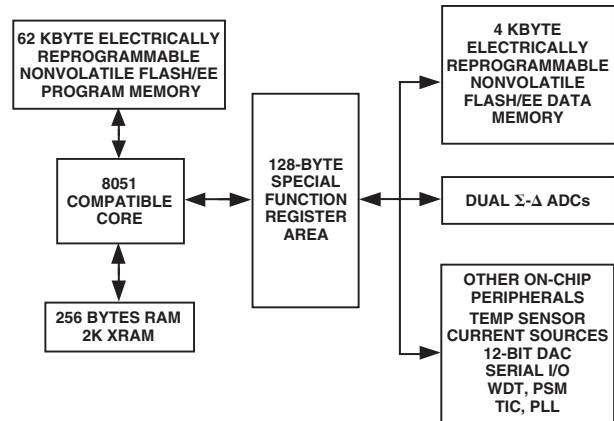 62 KBYTE ELECTRICALLY
REPROGRAMMABLE
NONVOLATILE FLASH/EE
PROGRAM MEMORY
8051
COMPATIBLE
CORE
256 BYTES RAM
2K XRAM
128-BYTE
SPECIAL
FUNCTION
REGISTER
AREA
4 KBYTE
ELECTRICALLY
REPROGRAMMABLE
NONVOLATILE
FLASH/EE DATA
MEMORY
DUAL Σ-Δ ADCs
OTHER ON-CHIP
PERIPHERALS
TEMP SENSOR
CURRENT SOURCES
12-BIT DAC
SERIAL I/O
WDT, PSM
TIC, PLL